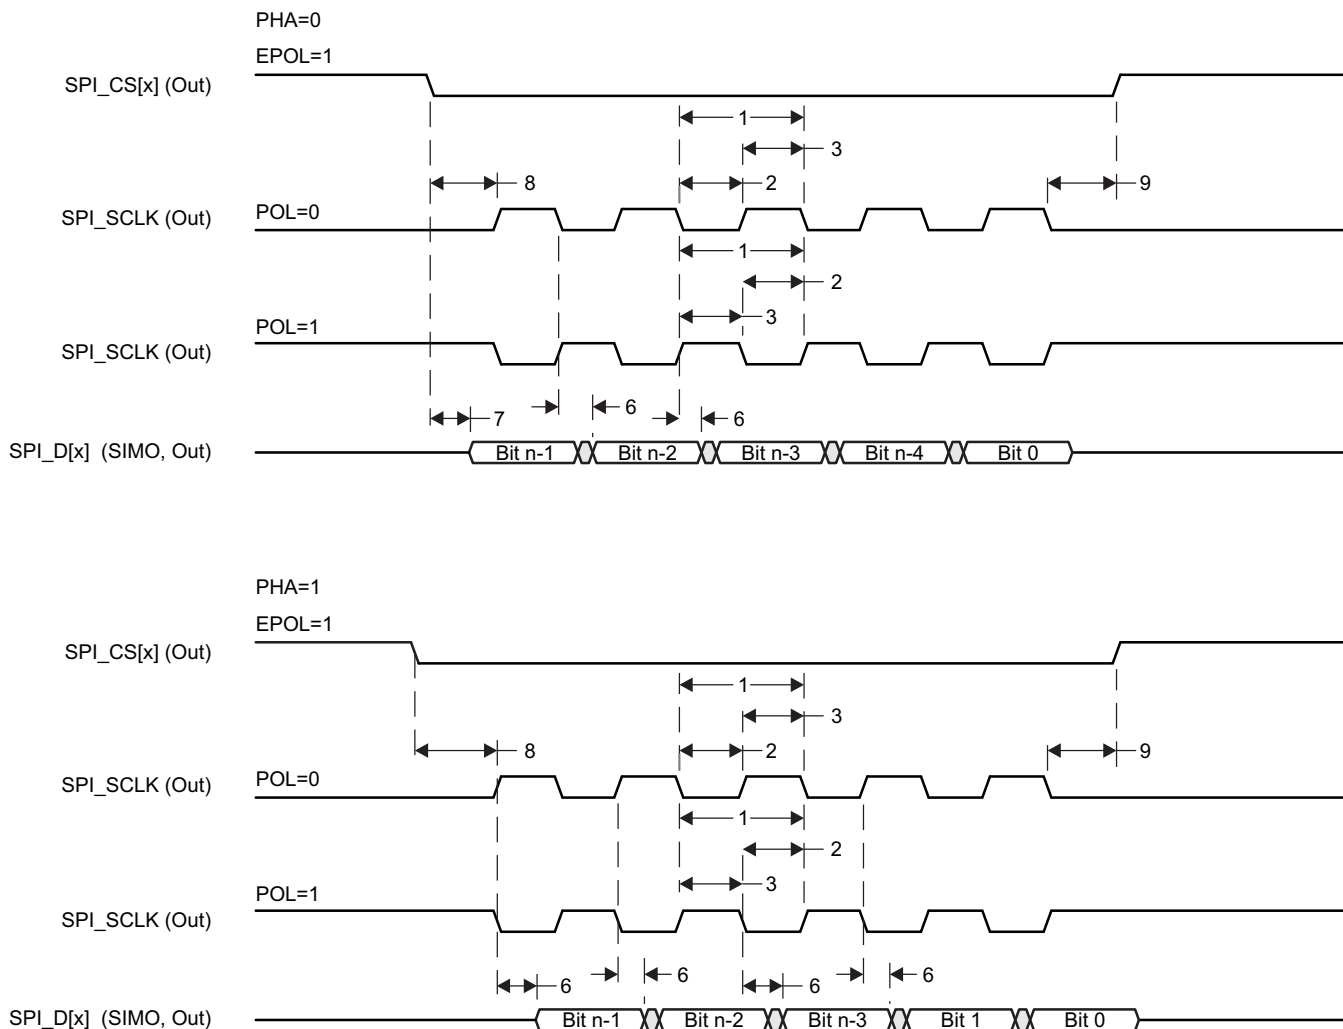 PHA=0
EPOL=1
SPI_CS[x] (Out)
1
3
8
2
9
POL=0
SPI_SCLK (Out)
1
2
3
POL=1
SPI_SCLK (Out)
7
6
6
SPI_D[x] (SIMO, Out)
Bit n-1 Bit n-2 Bit n-3 Bit n-4 Bit 0
PHA=1
EPOL=1
SPI_CS[x] (Out)
1
3
8
2
9
POL=0
SPI_SCLK (Out)
1
2
3
POL=1
SPI_SCLK (Out)
6
6
6
6
SPI_D[x] (SIMO, Out)
Bit n-1 Bit n-2 Bit n-3 Bit 1 Bit 0